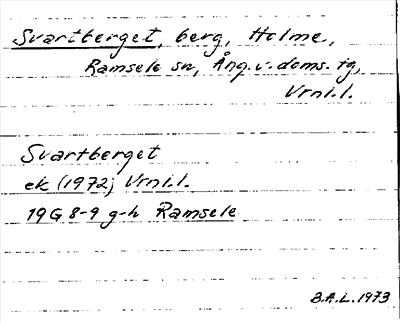 Svartberget, berg, Holme,
Ramsele sn, Ång. v. doms. tg,
Vrnl.l.
Svartberget
ek (1972) Vrnl.l.
19G 8-9 g-h Ramsele
B.A.L. 1973